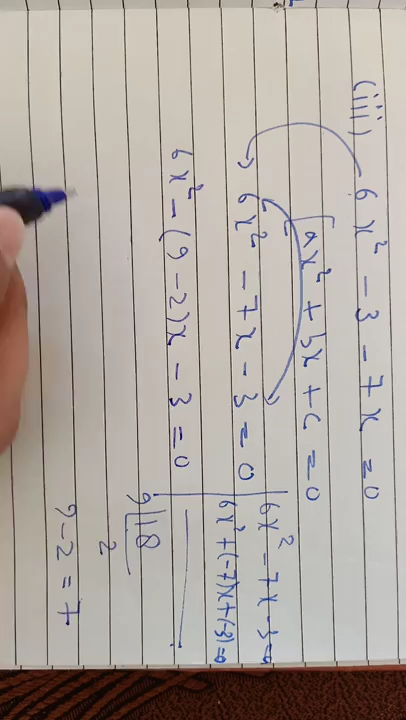 (iii) 6x² - 3 - 7x = 0
ax² + bx + c = 0
6x² - 7x - 3 = 0
6x² - (9 - 2)x - 3 = 0
6x² - 7x - 3 = 0
6x² + (-7)x + (-3) = 0
9 | 18
2
9 - 2 = 7